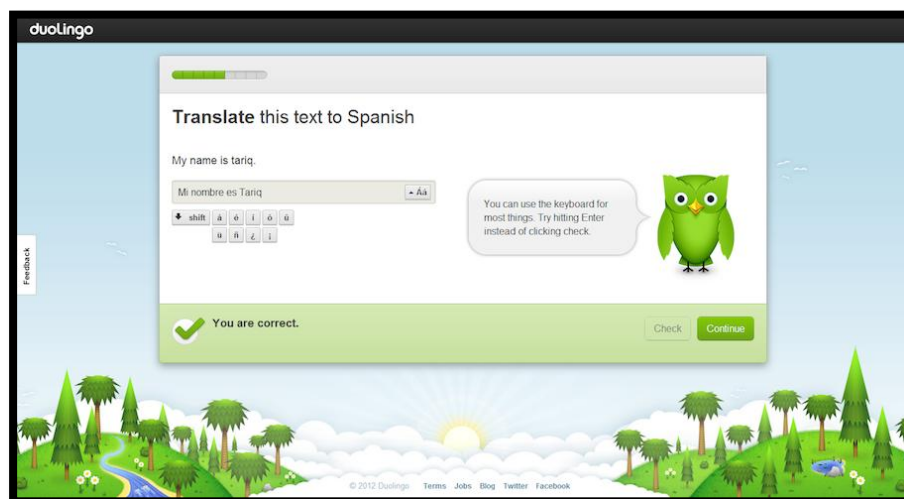 duolingo
Translate this text to Spanish
My name is tariq.
Mi nombre es Tariq
Áá
shift á é í ó ú
ü ñ ¿ ¡
You can use the keyboard for
most things. Try hitting Enter
instead of clicking check.
Feedback
You are correct.
Check Continue
© 2012 Duolingo Terms Jobs Blog Twitter Facebook